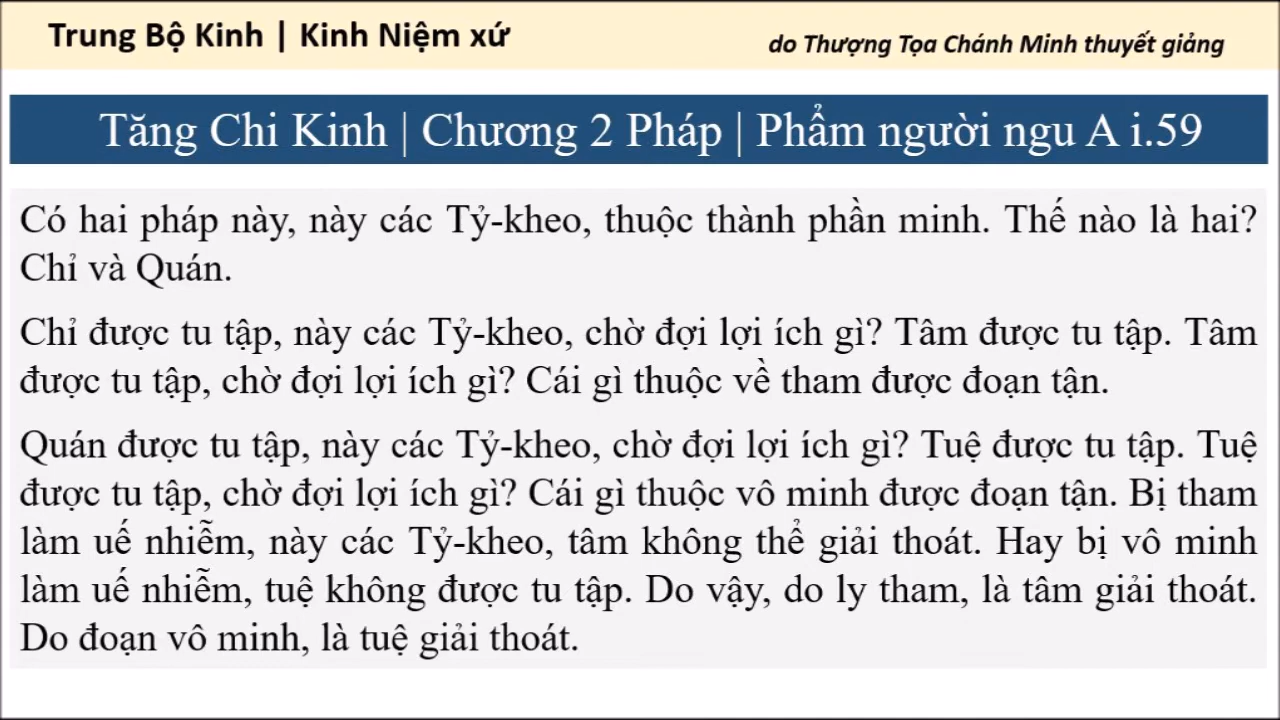 Trung Bộ Kinh | Kinh Niệm xứ
do Thượng Tọa Chánh Minh thuyết giảng
Tăng Chi Kinh | Chương 2 Pháp | Phẩm người ngu A i.59
Có hai pháp này, này các Tỷ-kheo, thuộc thành phần minh. Thế nào là hai?
Chỉ và Quán.
Chỉ được tu tập, này các Tỷ-kheo, chờ đợi lợi ích gì? Tâm được tu tập. Tâm
được tu tập, chờ đợi lợi ích gì? Cái gì thuộc về tham được đoạn tận.
Quán được tu tập, này các Tỷ-kheo, chờ đợi lợi ích gì? Tuệ được tu tập. Tuệ
được tu tập, chờ đợi lợi ích gì? Cái gì thuộc vô minh được đoạn tận. Bị tham
làm uế nhiễm, này các Tỷ-kheo, tâm không thể giải thoát. Hay bị vô minh
làm uế nhiễm, tuệ không được tu tập. Do vậy, do ly tham, là tâm giải thoát.
Do đoạn vô minh, là tuệ giải thoát.